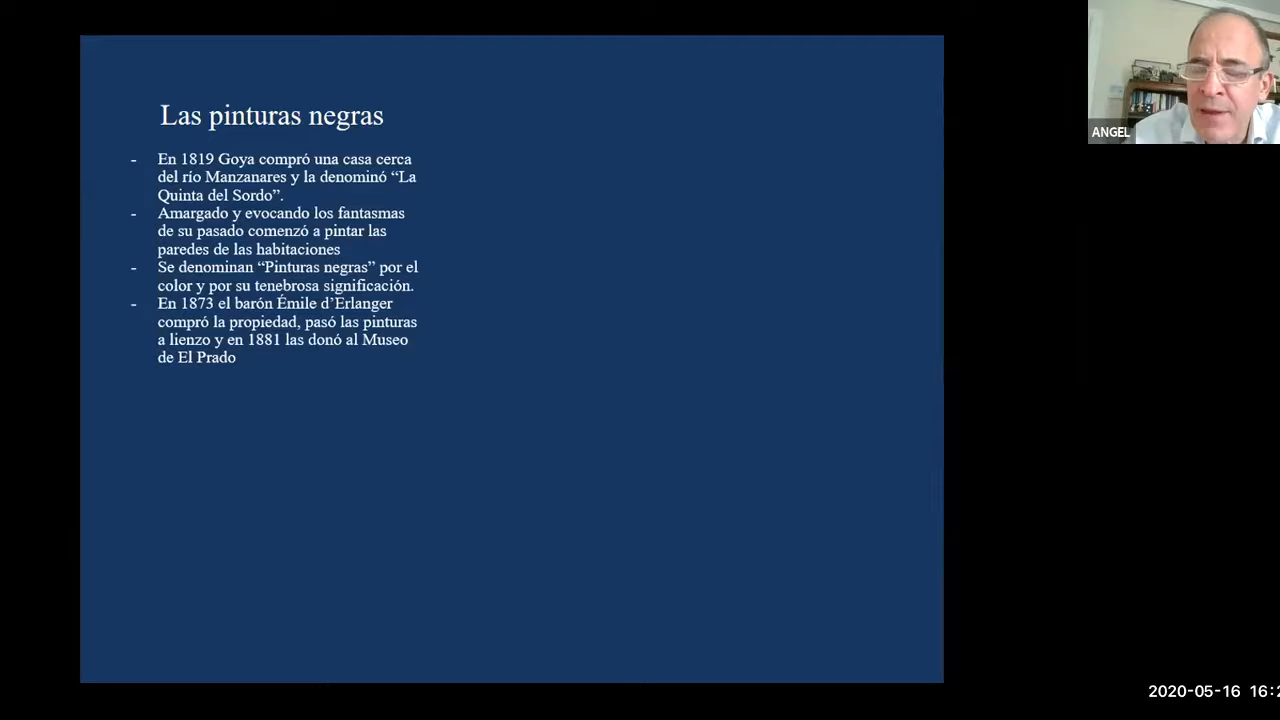 Las pinturas negras
- En 1819 Goya compró una casa cerca
del río Manzanares y la denominó “La
Quinta del Sordo”.
- Amargado y evocando los fantasmas
de su pasado comenzó a pintar las
paredes de las habitaciones
- Se denominan “Pinturas negras” por el
color y por su tenebrosa significación.
- En 1873 el barón Émile d’Erlanger
compró la propiedad, pasó las pinturas
a lienzo y en 1881 las donó al Museo
de El Prado
ANGEL
2020-05-16 16:2